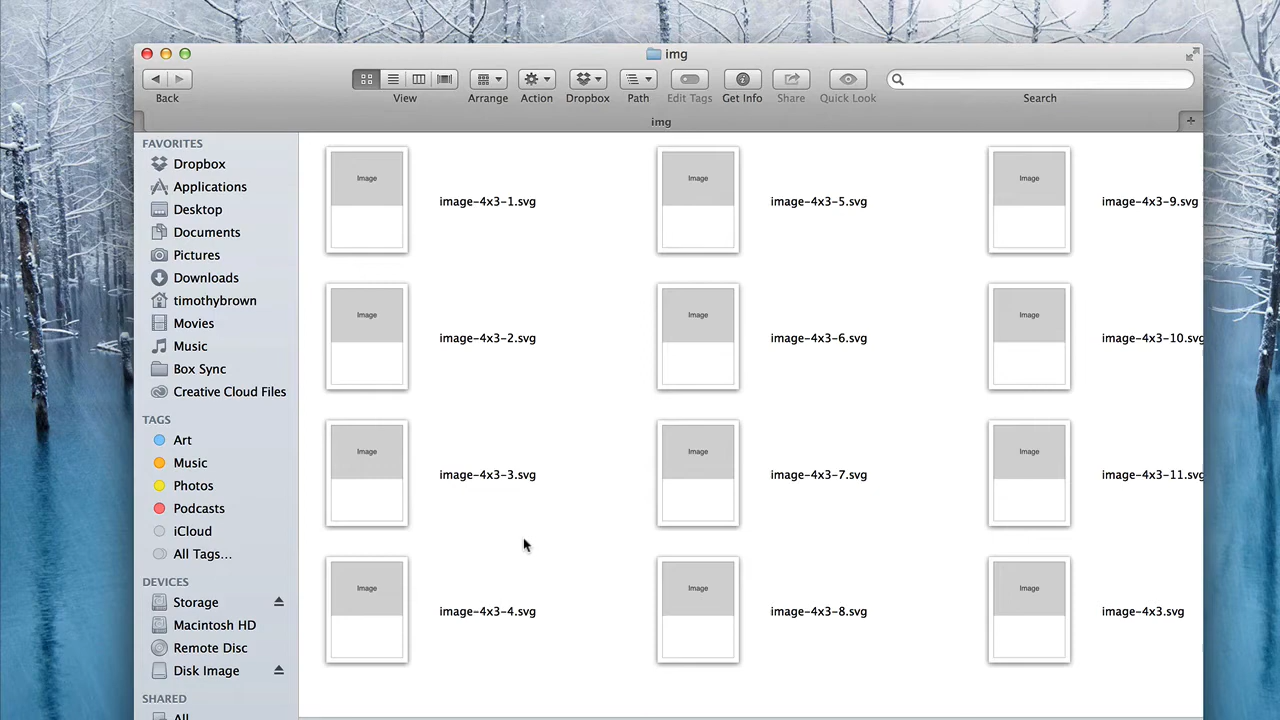 img
Back
View
Arrange
Action
Dropbox
Path
Edit Tags
Get Info
Share
Quick Look
Search
img
FAVORITES
Dropbox
Applications
Desktop
Documents
Pictures
Downloads
timothybrown
Movies
Music
Box Sync
Creative Cloud Files
TAGS
Art
Music
Photos
Podcasts
iCloud
All Tags...
DEVICES
Storage
Macintosh HD
Remote Disc
Disk Image
SHARED
All
Image
image-4x3-1.svg
Image
image-4x3-5.svg
Image
image-4x3-9.svg
Image
image-4x3-2.svg
Image
image-4x3-6.svg
Image
image-4x3-10.svg
Image
image-4x3-3.svg
Image
image-4x3-7.svg
Image
image-4x3-11.svg
Image
image-4x3-4.svg
Image
image-4x3-8.svg
Image
image-4x3.svg